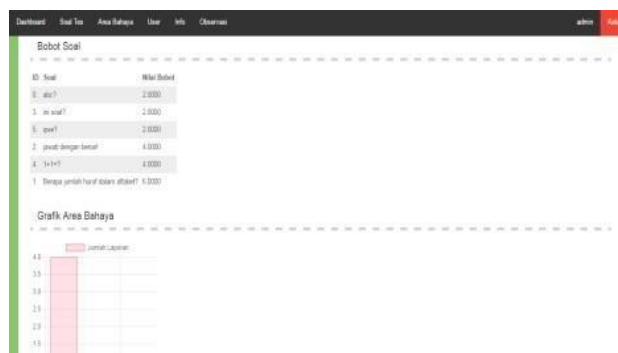 Dashboard Soal Tes Area Bahaya User Info Observasi admin
Bobot Soal
ID Soal Nilai Bobot
abc? 2.0000
3 ini soal? 2.0000
5 2.0000
2 jawab dengan benar! 4.0000
4 1+1=? 4.0000
1 Berapa jumlah huruf dalam alfabet? 6.0000
Grafik Area Bahaya
Jumlah Laporan
4.0
3.5
3.0
2.5
2.0
1.5